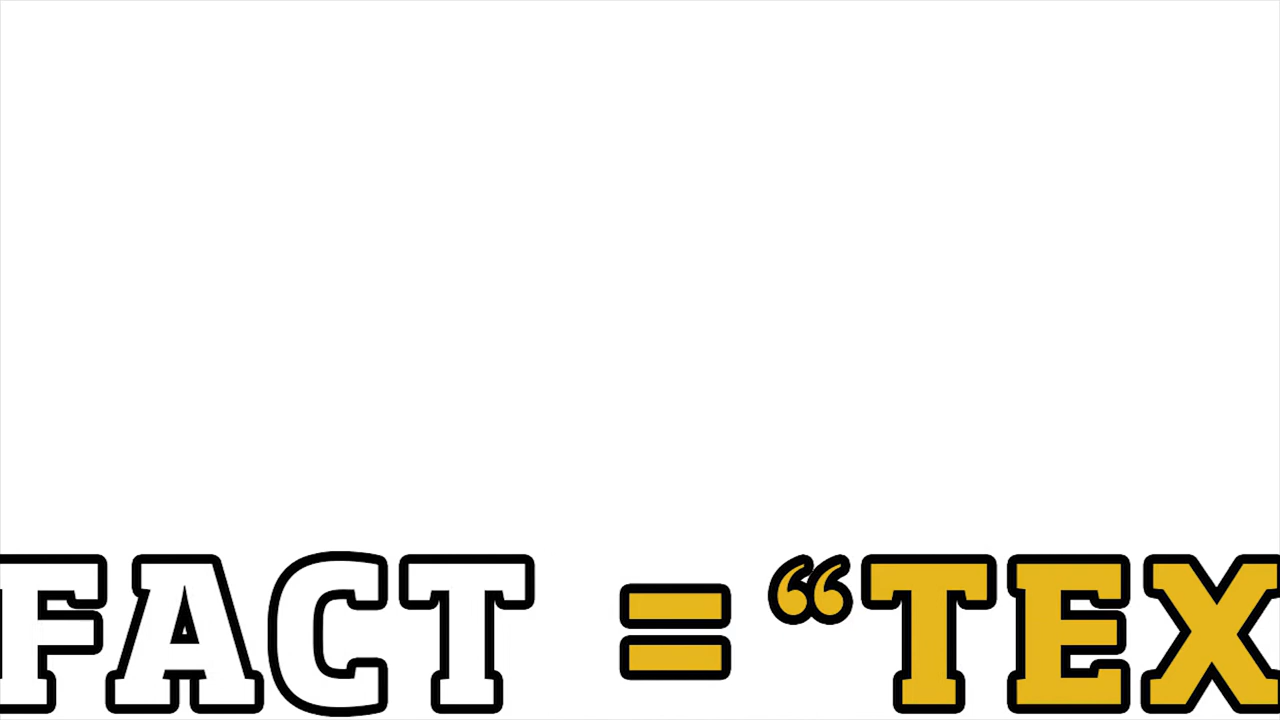 FACT = “TEX